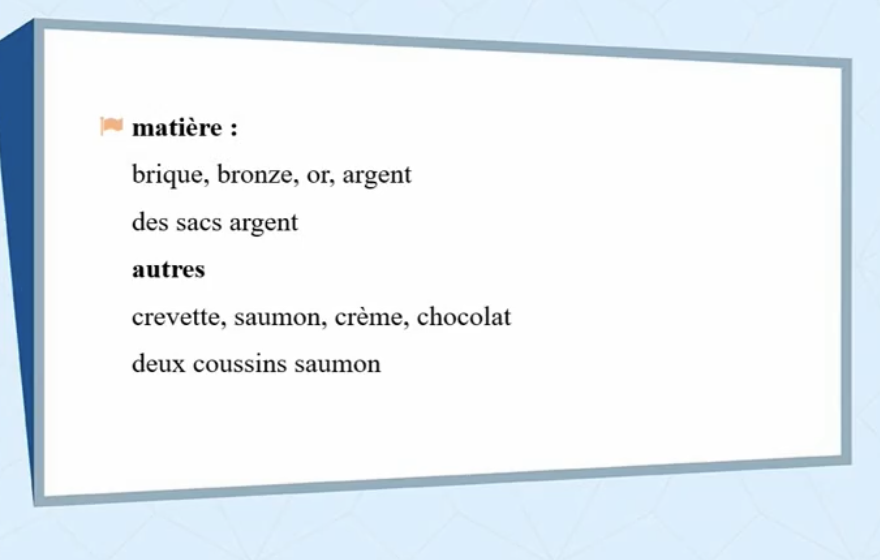 matière :
brique, bronze, or, argent
des sacs argent
autres
crevette, saumon, crème, chocolat
deux coussins saumon